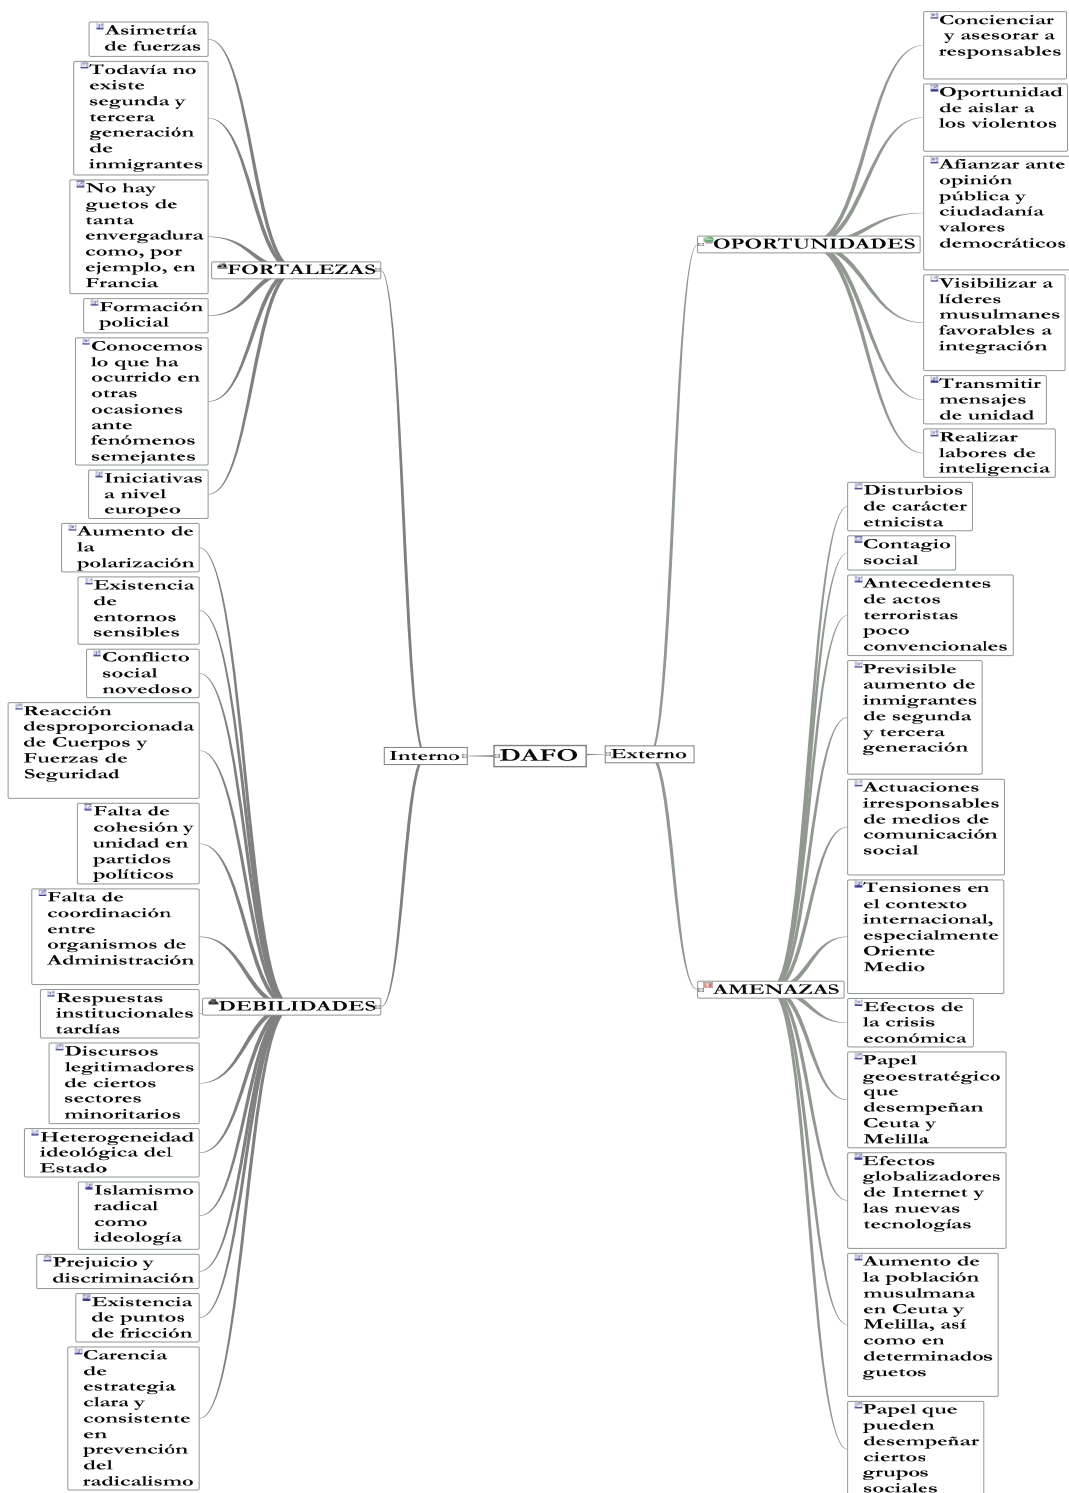 Asimetría
de fuerzas
Todavía no
existe
segunda y
tercera
generación
de
inmigrantes
No hay
guetos de
tanta
envergadura
como, por
ejemplo, en
Francia
FORTALEZAS
Formación
policial
Conocemos
lo que ha
ocurrido en
otras
ocasiones
ante
fenómenos
semejantes
Iniciativas
a nivel
europeo
Aumento de
la
polarización
Existencia
de
entornos
sensibles
Conflicto
social
novedoso
Reacción
desproporcionada
de Cuerpos y
Fuerzas de
Seguridad
Falta de
cohesión y
unidad en
partidos
políticos
Falta de
coordinación
entre
organismos de
Administración
Respuestas
institucionales
tardías
DEBILIDADES
Discursos
legitimadores
de ciertos
sectores
minoritarios
Heterogeneidad
ideológica del
Estado
Islamismo
radical
como
ideología
Prejuicio y
discriminación
Existencia
de puntos
de fricción
Carencia
de
estrategia
clara y
consistente
en
prevención
del
radicalismo
Interno
DAFO
Externo
Concienciar
y asesorar a
responsables
Oportunidad
de aislar a
los violentos
Afianzar ante
opinión
pública y
ciudadanía
valores
democráticos
OPORTUNIDADES
Visibilizar a
líderes
musulmanes
favorables a
integración
Transmitir
mensajes
de unidad
Realizar
labores de
inteligencia
Disturbios
de carácter
etnicista
Contagio
social
Antecedentes
de actos
terroristas
poco
convencionales
Previsible
aumento de
inmigrantes
de segunda
y tercera
generación
Actuaciones
irresponsables
de medios de
comunicación
social
Tensiones en
el contexto
internacional,
especialmente
Oriente
Medio
AMENAZAS
Efectos de
la crisis
económica
Papel
geoestratégico
que
desempeñan
Ceuta y
Melilla
Efectos
globalizadores
de Internet y
las nuevas
tecnologías
Aumento de
la población
musulmana
en Ceuta y
Melilla, así
como en
determinados
guetos
Papel que
pueden
desempeñar
ciertos
grupos
sociales